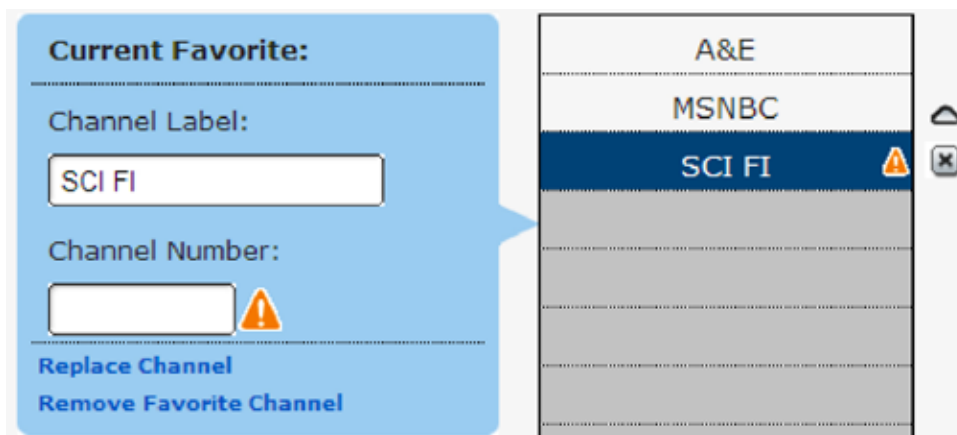 Current Favorite:
Channel Label:
SCI FI
Channel Number:
Replace Channel
Remove Favorite Channel
A&E
MSNBC
SCI FI